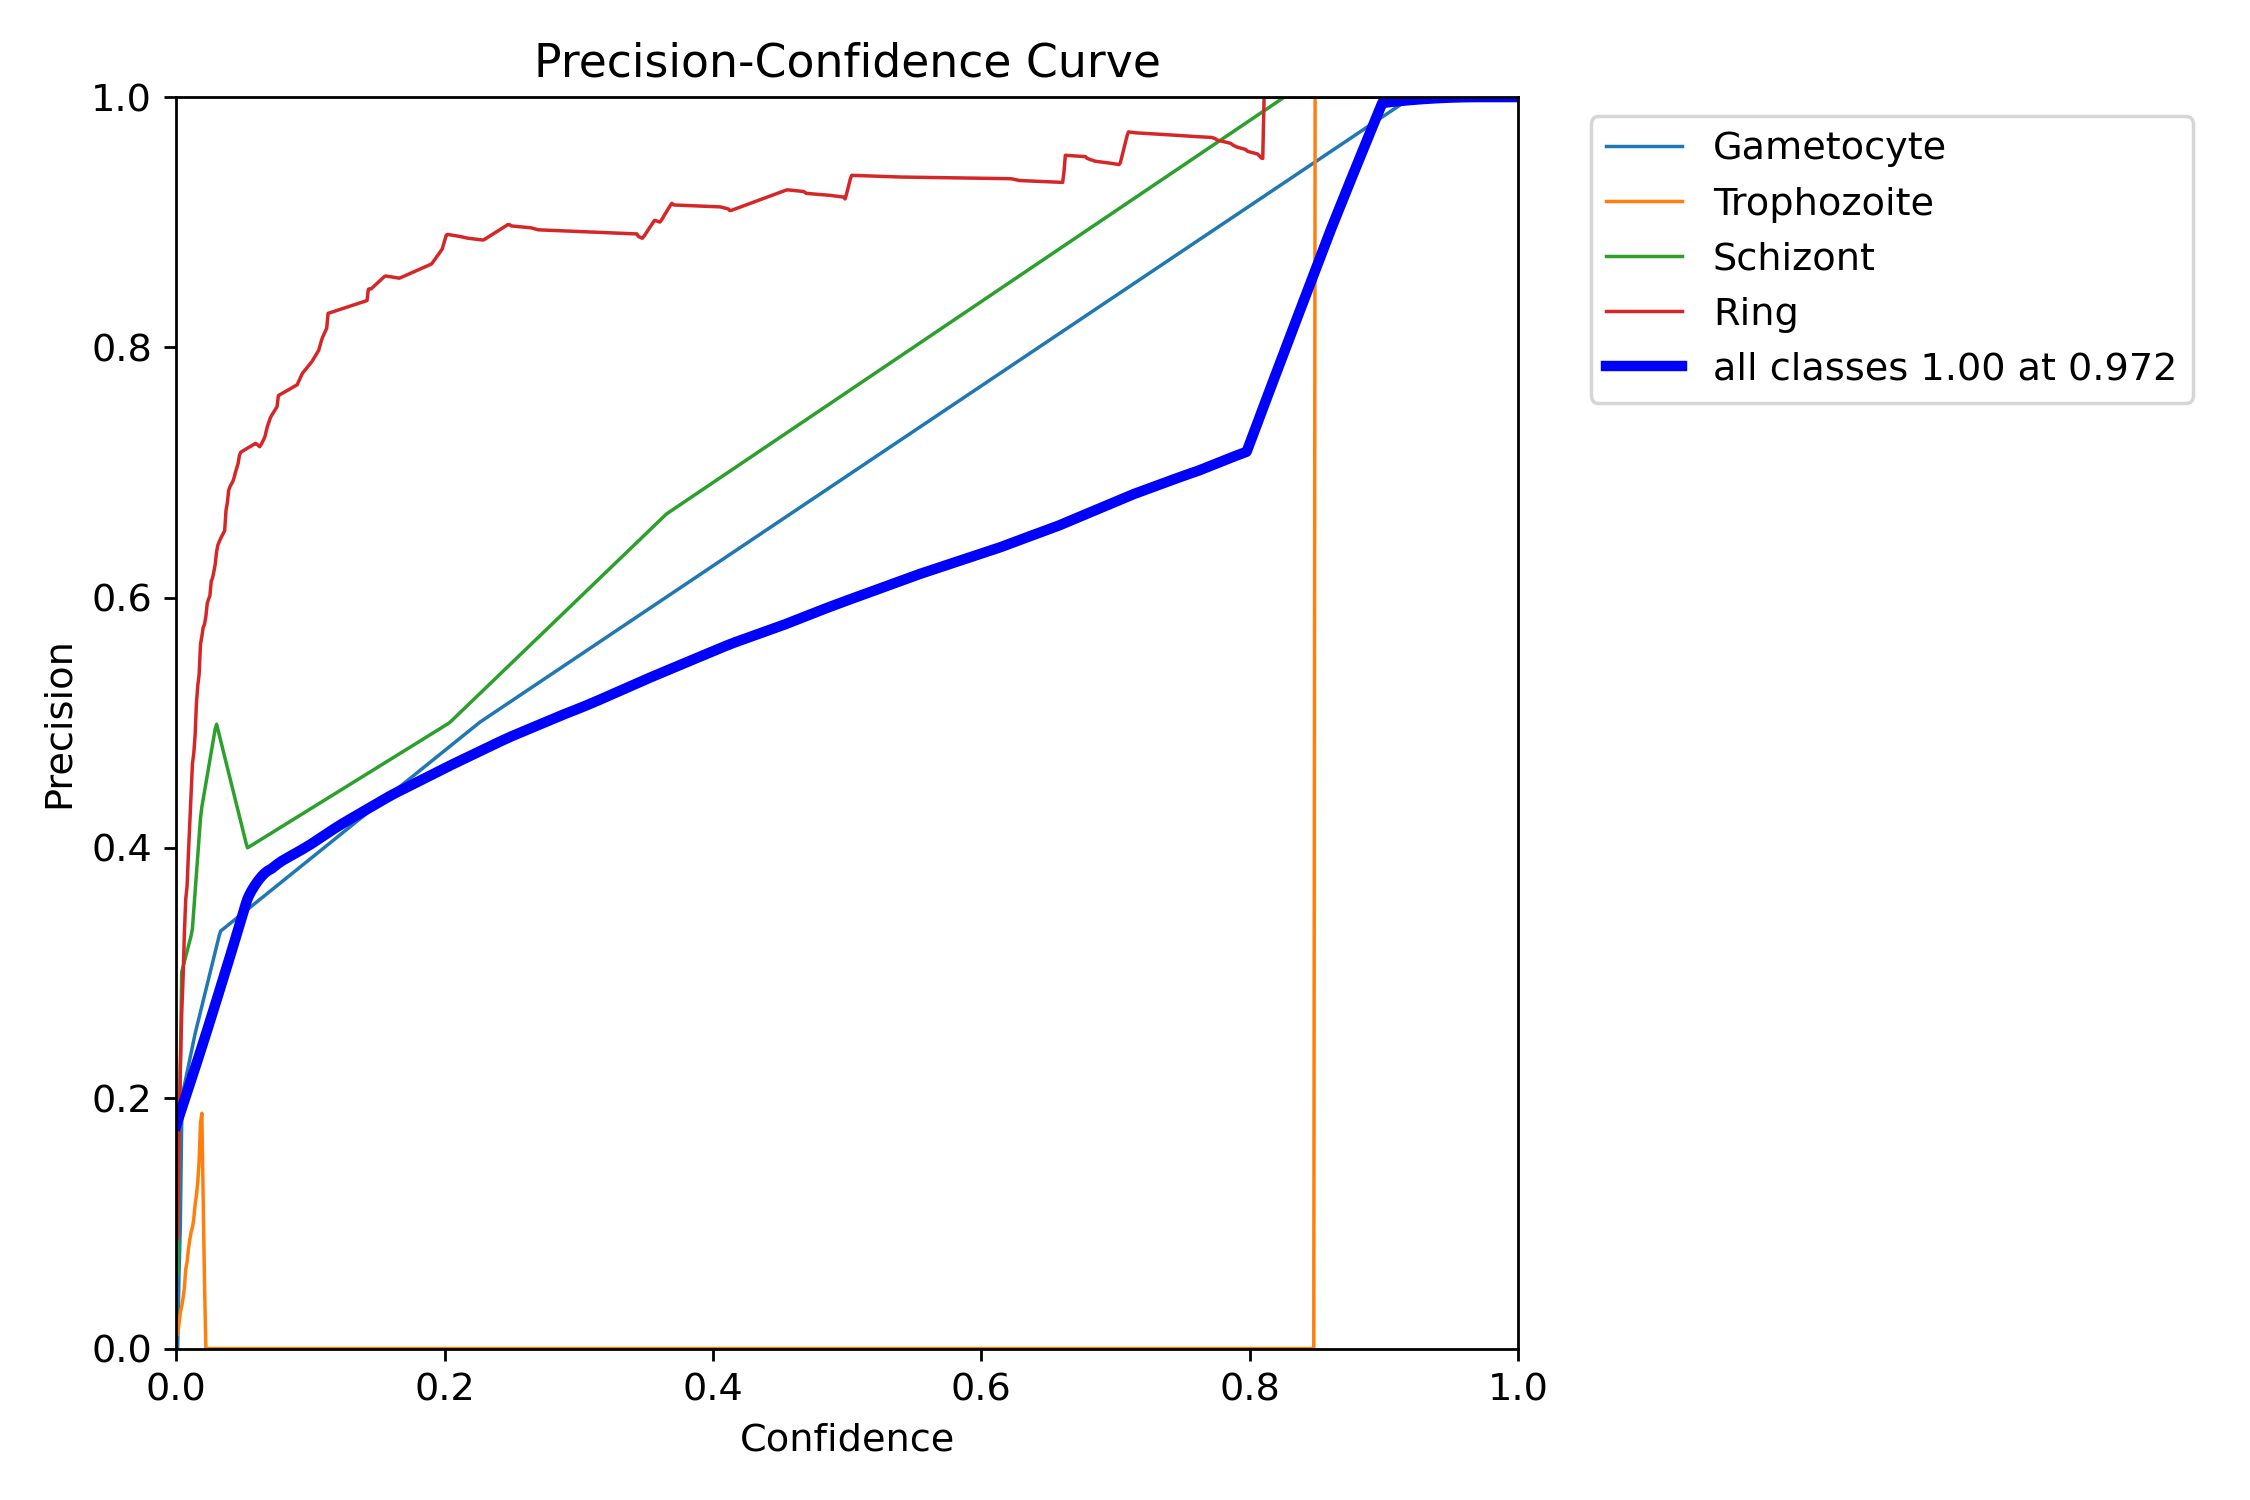 Precision-Confidence Curve
1.0
0.8
0.6
0.4
0.2
0.0
Precision
0.0 0.2 0.4 0.6 0.8 1.0
Confidence
Gametocyte
Trophozoite
Schizont
Ring
all classes 1.00 at 0.972